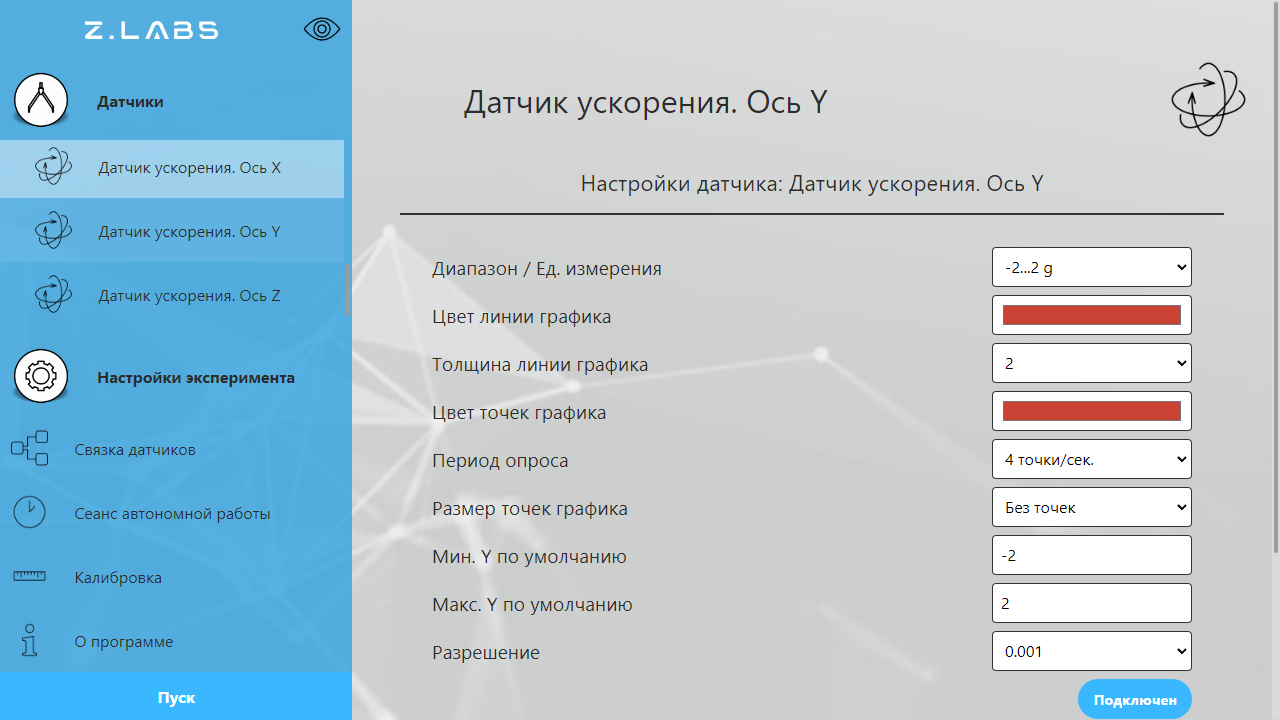 Z.LABS
Датчики
Датчик ускорения. Ось X
Датчик ускорения. Ось Y
Датчик ускорения. Ось Z
Настройки эксперимента
Связка датчиков
Сеанс автономной работы
Калибровка
О программе
Пуск
Датчик ускорения. Ось Y
Настройки датчика: Датчик ускорения. Ось Y
Диапазон / Ед. измерения -2...2 g
Цвет линии графика
Толщина линии графика 2
Цвет точек графика
Период опроса 4 точки/сек.
Размер точек графика Без точек
Мин. Y по умолчанию -2
Макс. Y по умолчанию 2
Разрешение 0.001
Подключен